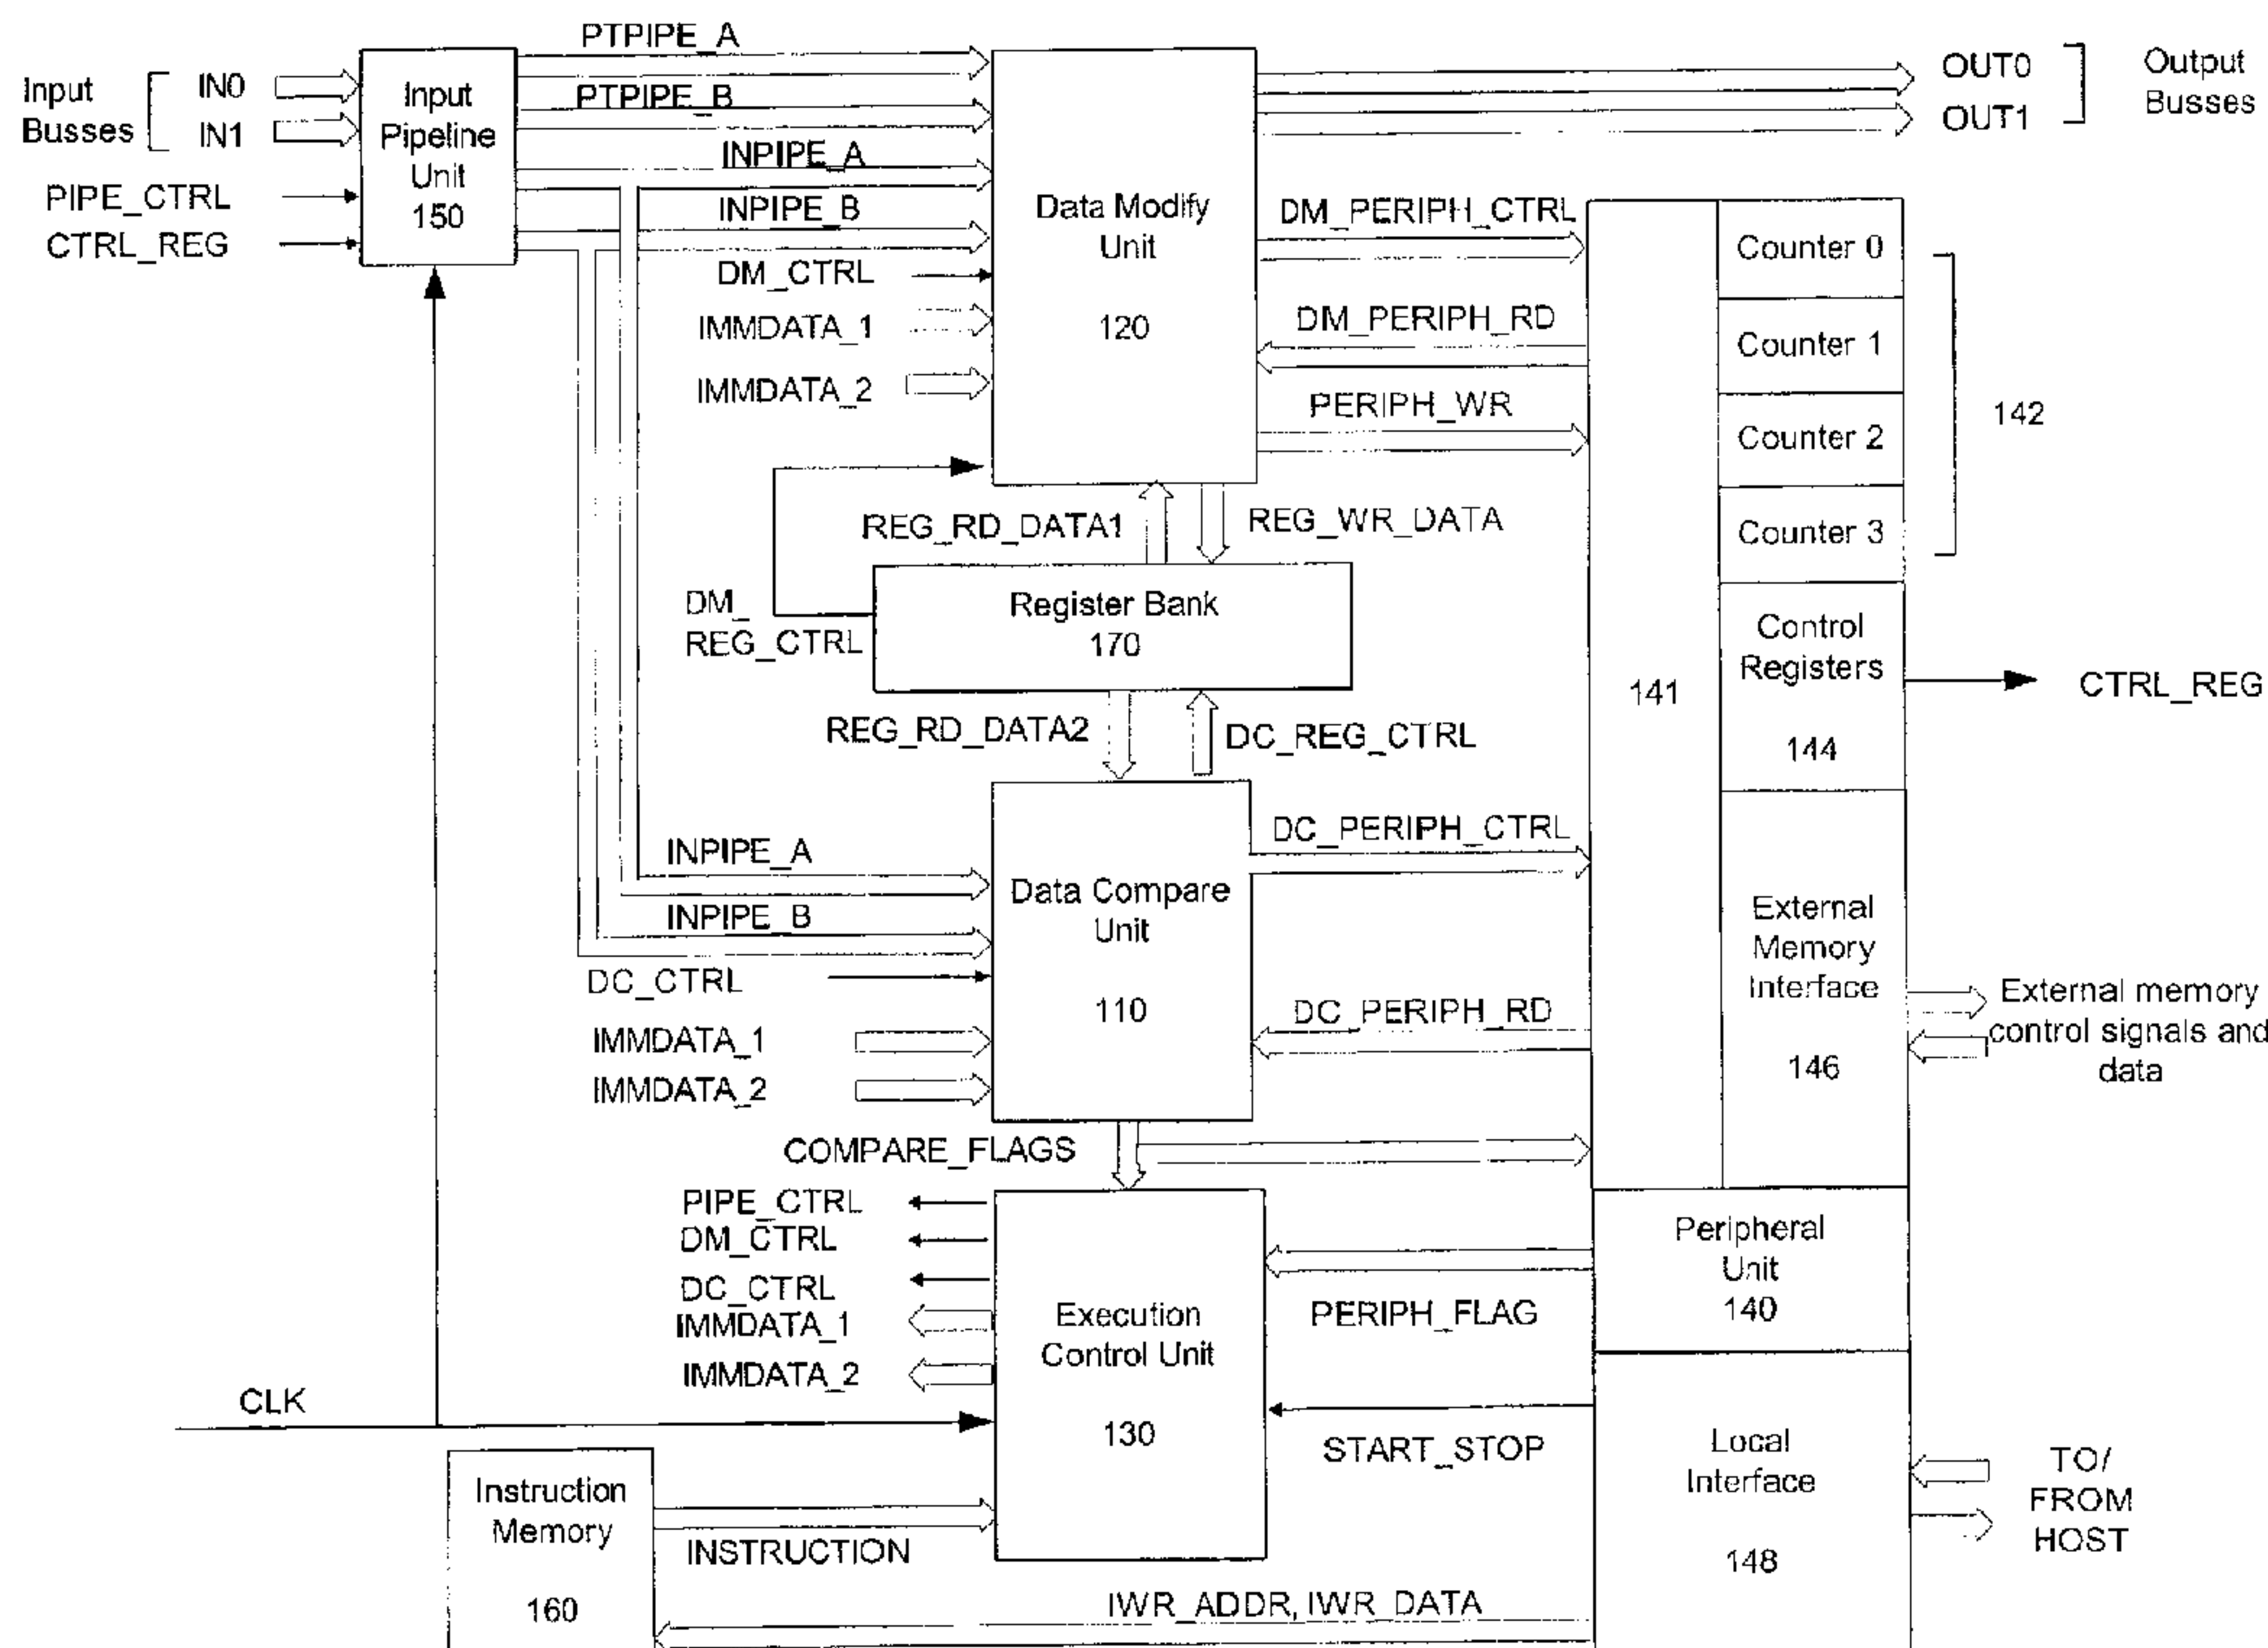 Input
Busses
IN0
IN1
PIPE_CTRL
CTRL_REG
Input
Pipeline
Unit
150
PTPIPE_A
PTPIPE_B
INPIPE_A
INPIPE_B
DM_CTRL
IMMDATA_1
IMMDATA_2
Data Modify
Unit
120
OUT0
OUT1
Output
Busses
DM_PERIPH_CTRL
DM_PERIPH_RD
PERIPH_WR
Counter 0
Counter 1
Counter 2
Counter 3
142
REG_RD_DATA1
REG_WR_DATA
DM_
REG_CTRL
Register Bank
170
REG_RD_DATA2
DC_REG_CTRL
141
Control
Registers
144
CTRL_REG
INPIPE_A
INPIPE_B
DC_CTRL
IMMDATA_1
IMMDATA_2
Data Compare
Unit
110
DC_PERIPH_CTRL
DC_PERIPH_RD
External
Memory
Interface
146
External memory
control signals and
data
COMPARE_FLAGS
PIPE_CTRL
DM_CTRL
DC_CTRL
IMMDATA_1
IMMDATA_2
Execution
Control Unit
130
PERIPH_FLAG
START_STOP
Peripheral
Unit
140
Local
Interface
148
TO/
FROM
HOST
CLK
Instruction
Memory
160
INSTRUCTION
IWR_ADDR, IWR_DATA